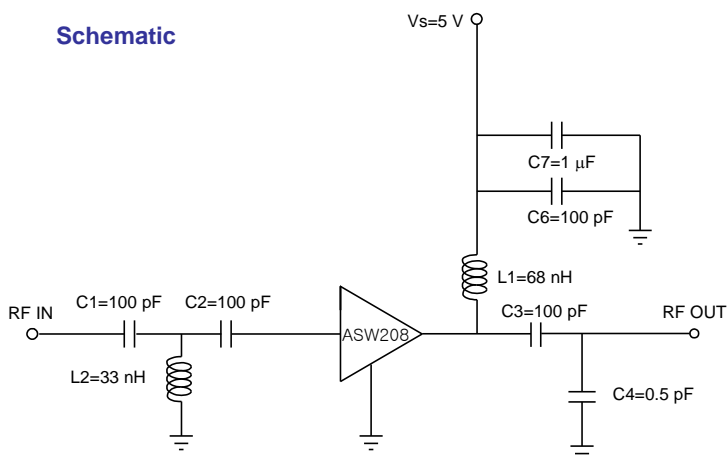 Schematic
Vs=5 V
C7=1 μF
C6=100 pF
L1=68 nH
C1=100 pF
C2=100 pF
C3=100 pF
RF IN
RF OUT
ASW208
L2=33 nH
C4=0.5 pF